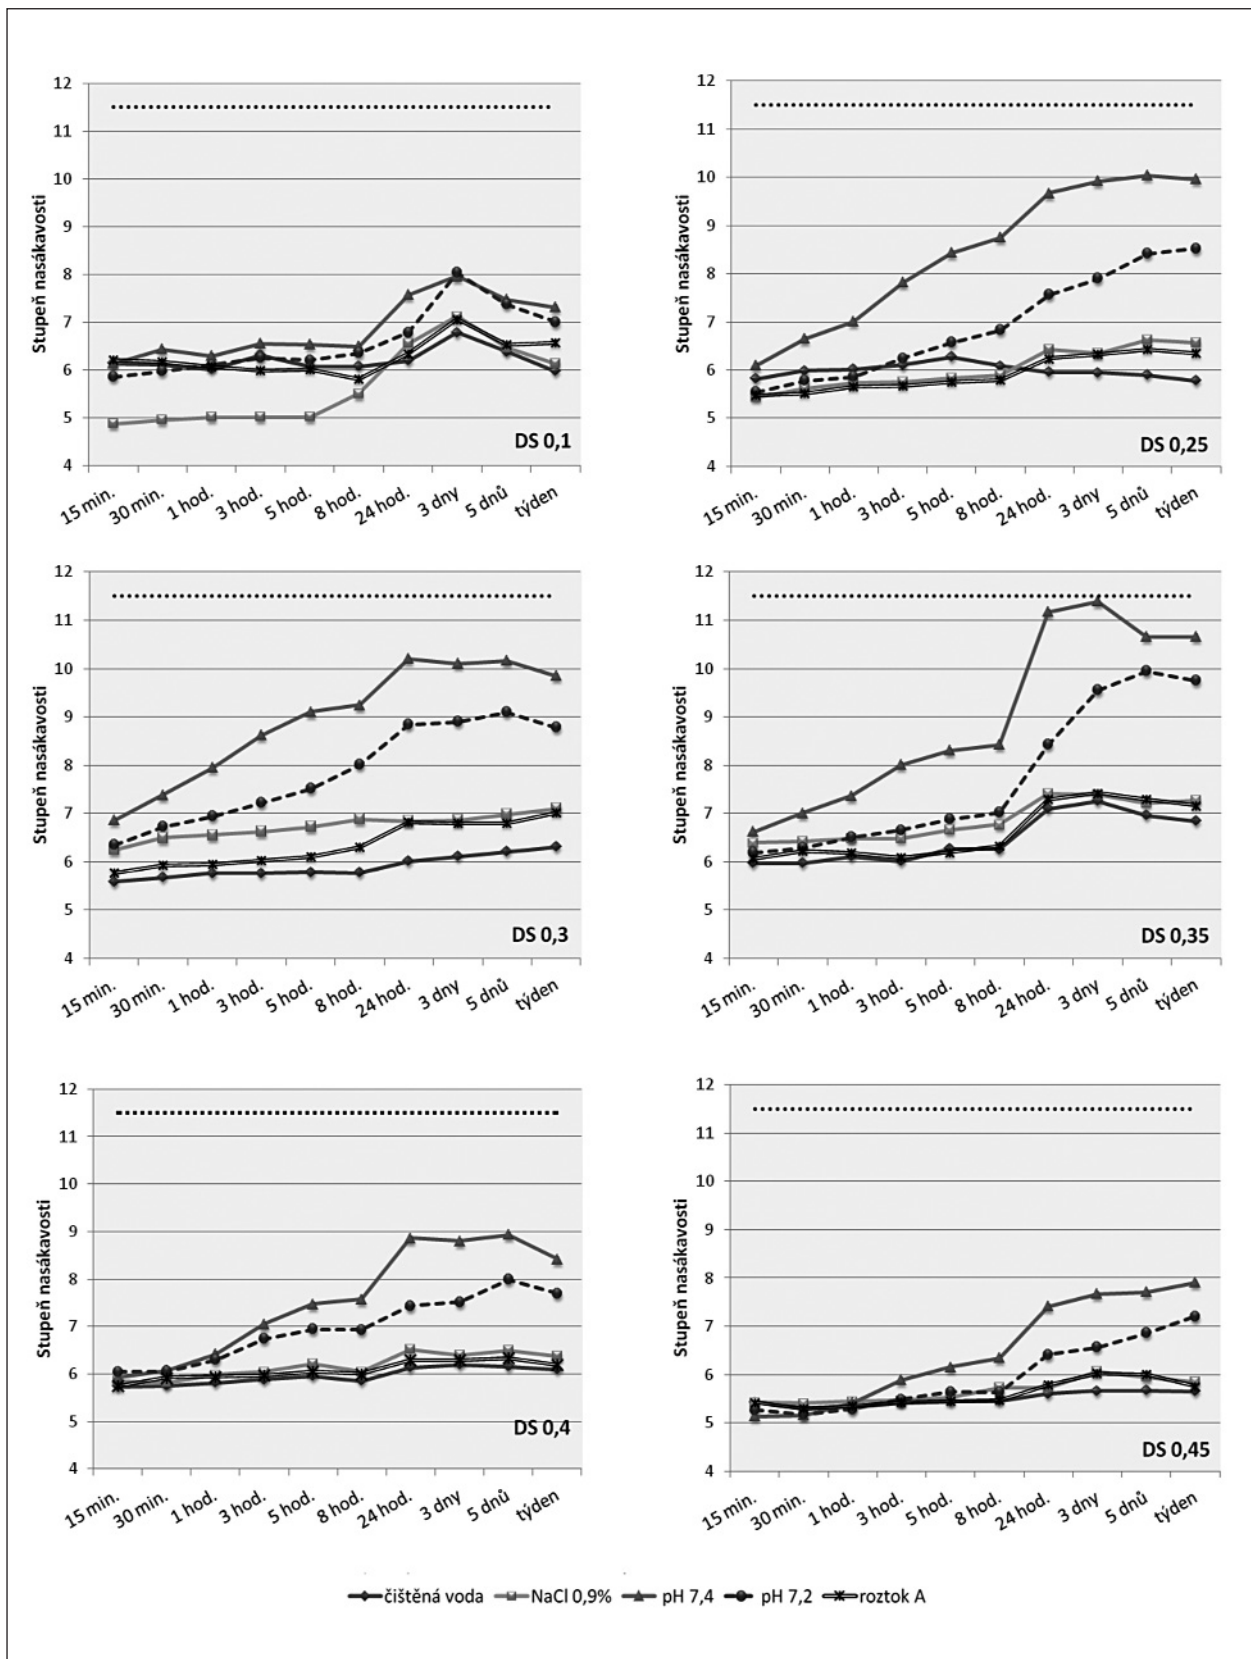 12
11
10
9
8
7
6
5
4
Stupeň nasákavosti
DS 0,1
15 min.
30 min.
1 hod.
3 hod.
5 hod.
8 hod.
24 hod.
3 dny
5 dnů
týden
12
11
10
9
8
7
6
5
4
Stupeň nasákavosti
DS 0,25
15 min.
30 min.
1 hod.
3 hod.
5 hod.
8 hod.
24 hod.
3 dny
5 dnů
týden
12
11
10
9
8
7
6
5
4
Stupeň nasákavosti
DS 0,3
15 min.
30 min.
1 hod.
3 hod.
5 hod.
8 hod.
24 hod.
3 dny
5 dnů
týden
12
11
10
9
8
7
6
5
4
Stupeň nasákavosti
DS 0,35
15 min.
30 min.
1 hod.
3 hod.
5 hod.
8 hod.
24 hod.
3 dny
5 dnů
týden
12
11
10
9
8
7
6
5
4
Stupeň nasákavosti
DS 0,4
15 min.
30 min.
1 hod.
3 hod.
5 hod.
8 hod.
24 hod.
3 dny
5 dnů
týden
12
11
10
9
8
7
6
5
4
Stupeň nasákavosti
DS 0,45
15 min.
30 min.
1 hod.
3 hod.
5 hod.
8 hod.
24 hod.
3 dny
5 dnů
týden
čištěná voda NaCl 0,9% pH 7,4 pH 7,2 roztok A